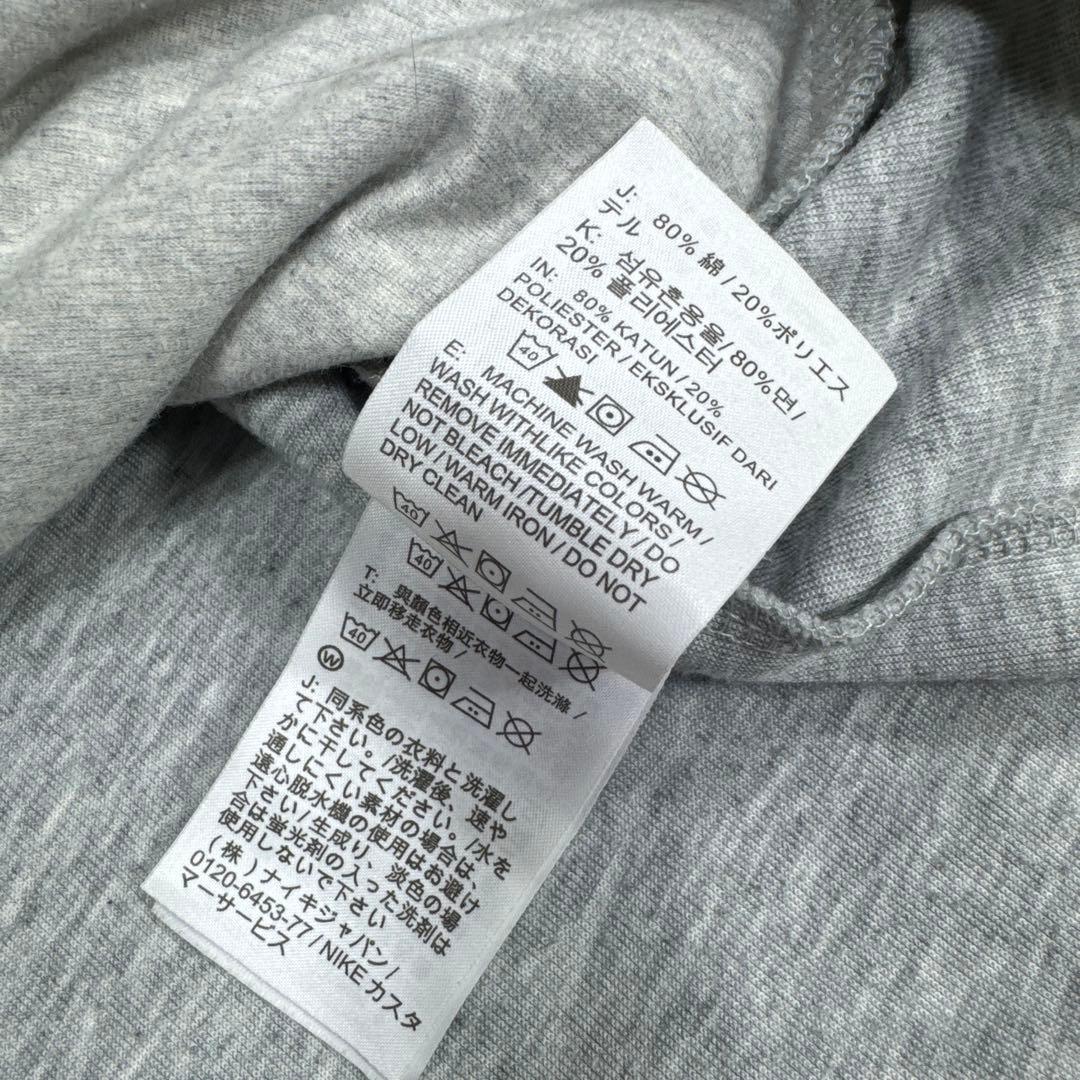 J: 80% 綿 / 20%ポリエス
テル
K: 섬유혼용율/80%면/
20% 폴리에스터
IN: 80% KATUN / 20%
POLIESTER / EKSKLUSIF DARI
DEKORASI
40
E: MACHINE WASH WARM /
WASH WITHLIKE COLORS /
REMOVE IMMEDIATELY / DO
NOT BLEACH /TUMBLE DRY
LOW / WARM IRON / DO NOT
DRY CLEAN
40
40
T: 與顏色相近衣物一起洗滌 /
立即移走衣物 /
40
W
J: 同系色の衣料と洗濯し
て下さい。/洗濯後、速や
かに干してください。/水を
通しにくい素材の場合は、
遠心脱水機の使用はお避け
下さい/ 生成り、淡色の場
合は蛍光剤の入った洗剤は
使用しないで下さい
(株)ナイキジャパン/
0120-6453-77 / NIKE カスタ
マーサービス